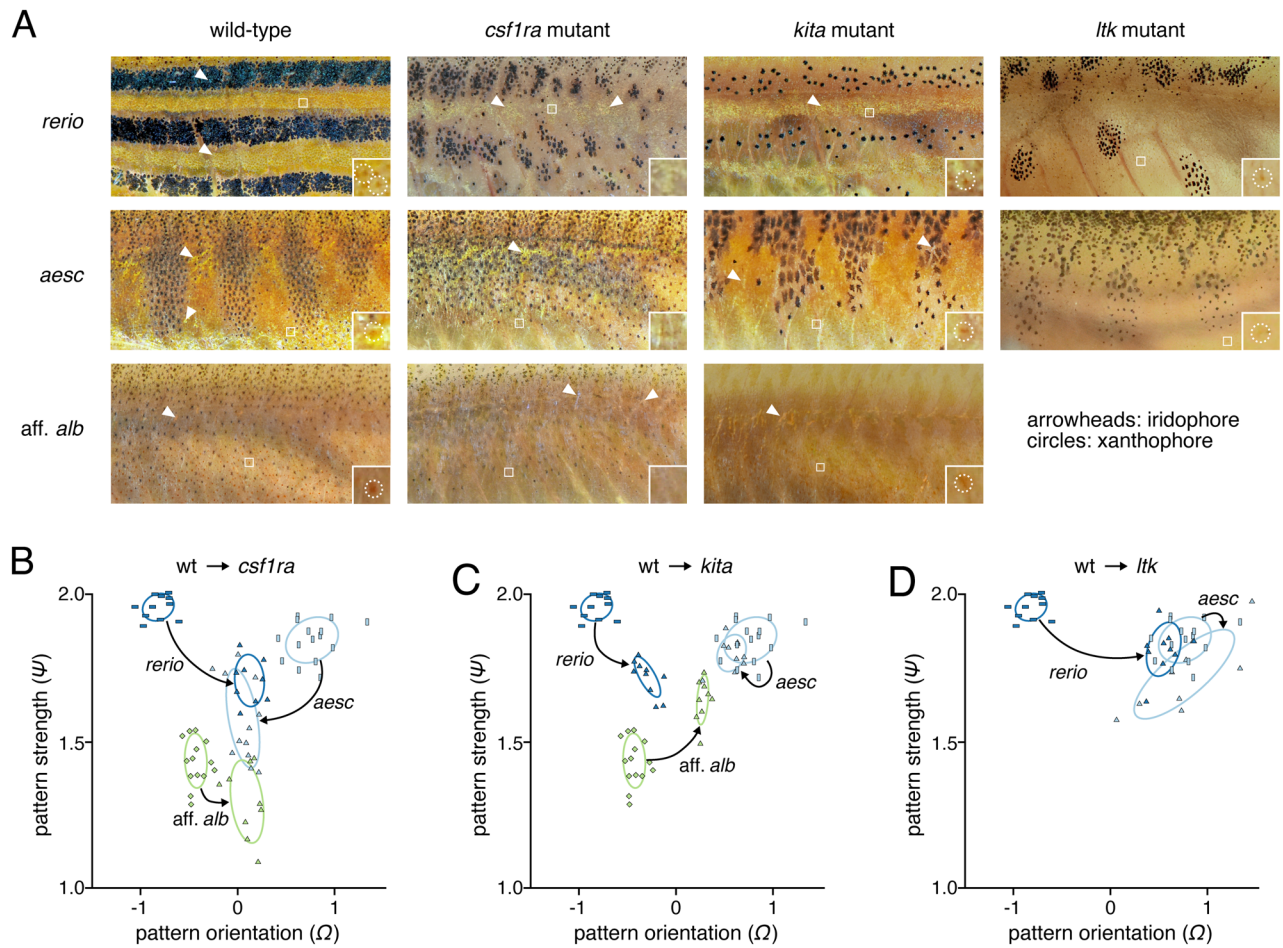 A
wild-type
csf1ra mutant
kita mutant
ltk mutant
rerio
aesc
aff. alb
arrowheads: iridophore
circles: xanthophore
B
wt → csf1ra
2.0
1.5
1.0
pattern strength (Ψ)
-1
0
1
pattern orientation (Ω)
rerio
aesc
aff. alb
C
wt → kita
2.0
1.5
1.0
pattern strength (Ψ)
-1
0
1
pattern orientation (Ω)
rerio
aesc
aff. alb
D
wt → ltk
2.0
1.5
1.0
pattern strength (Ψ)
-1
0
1
pattern orientation (Ω)
aesc
rerio